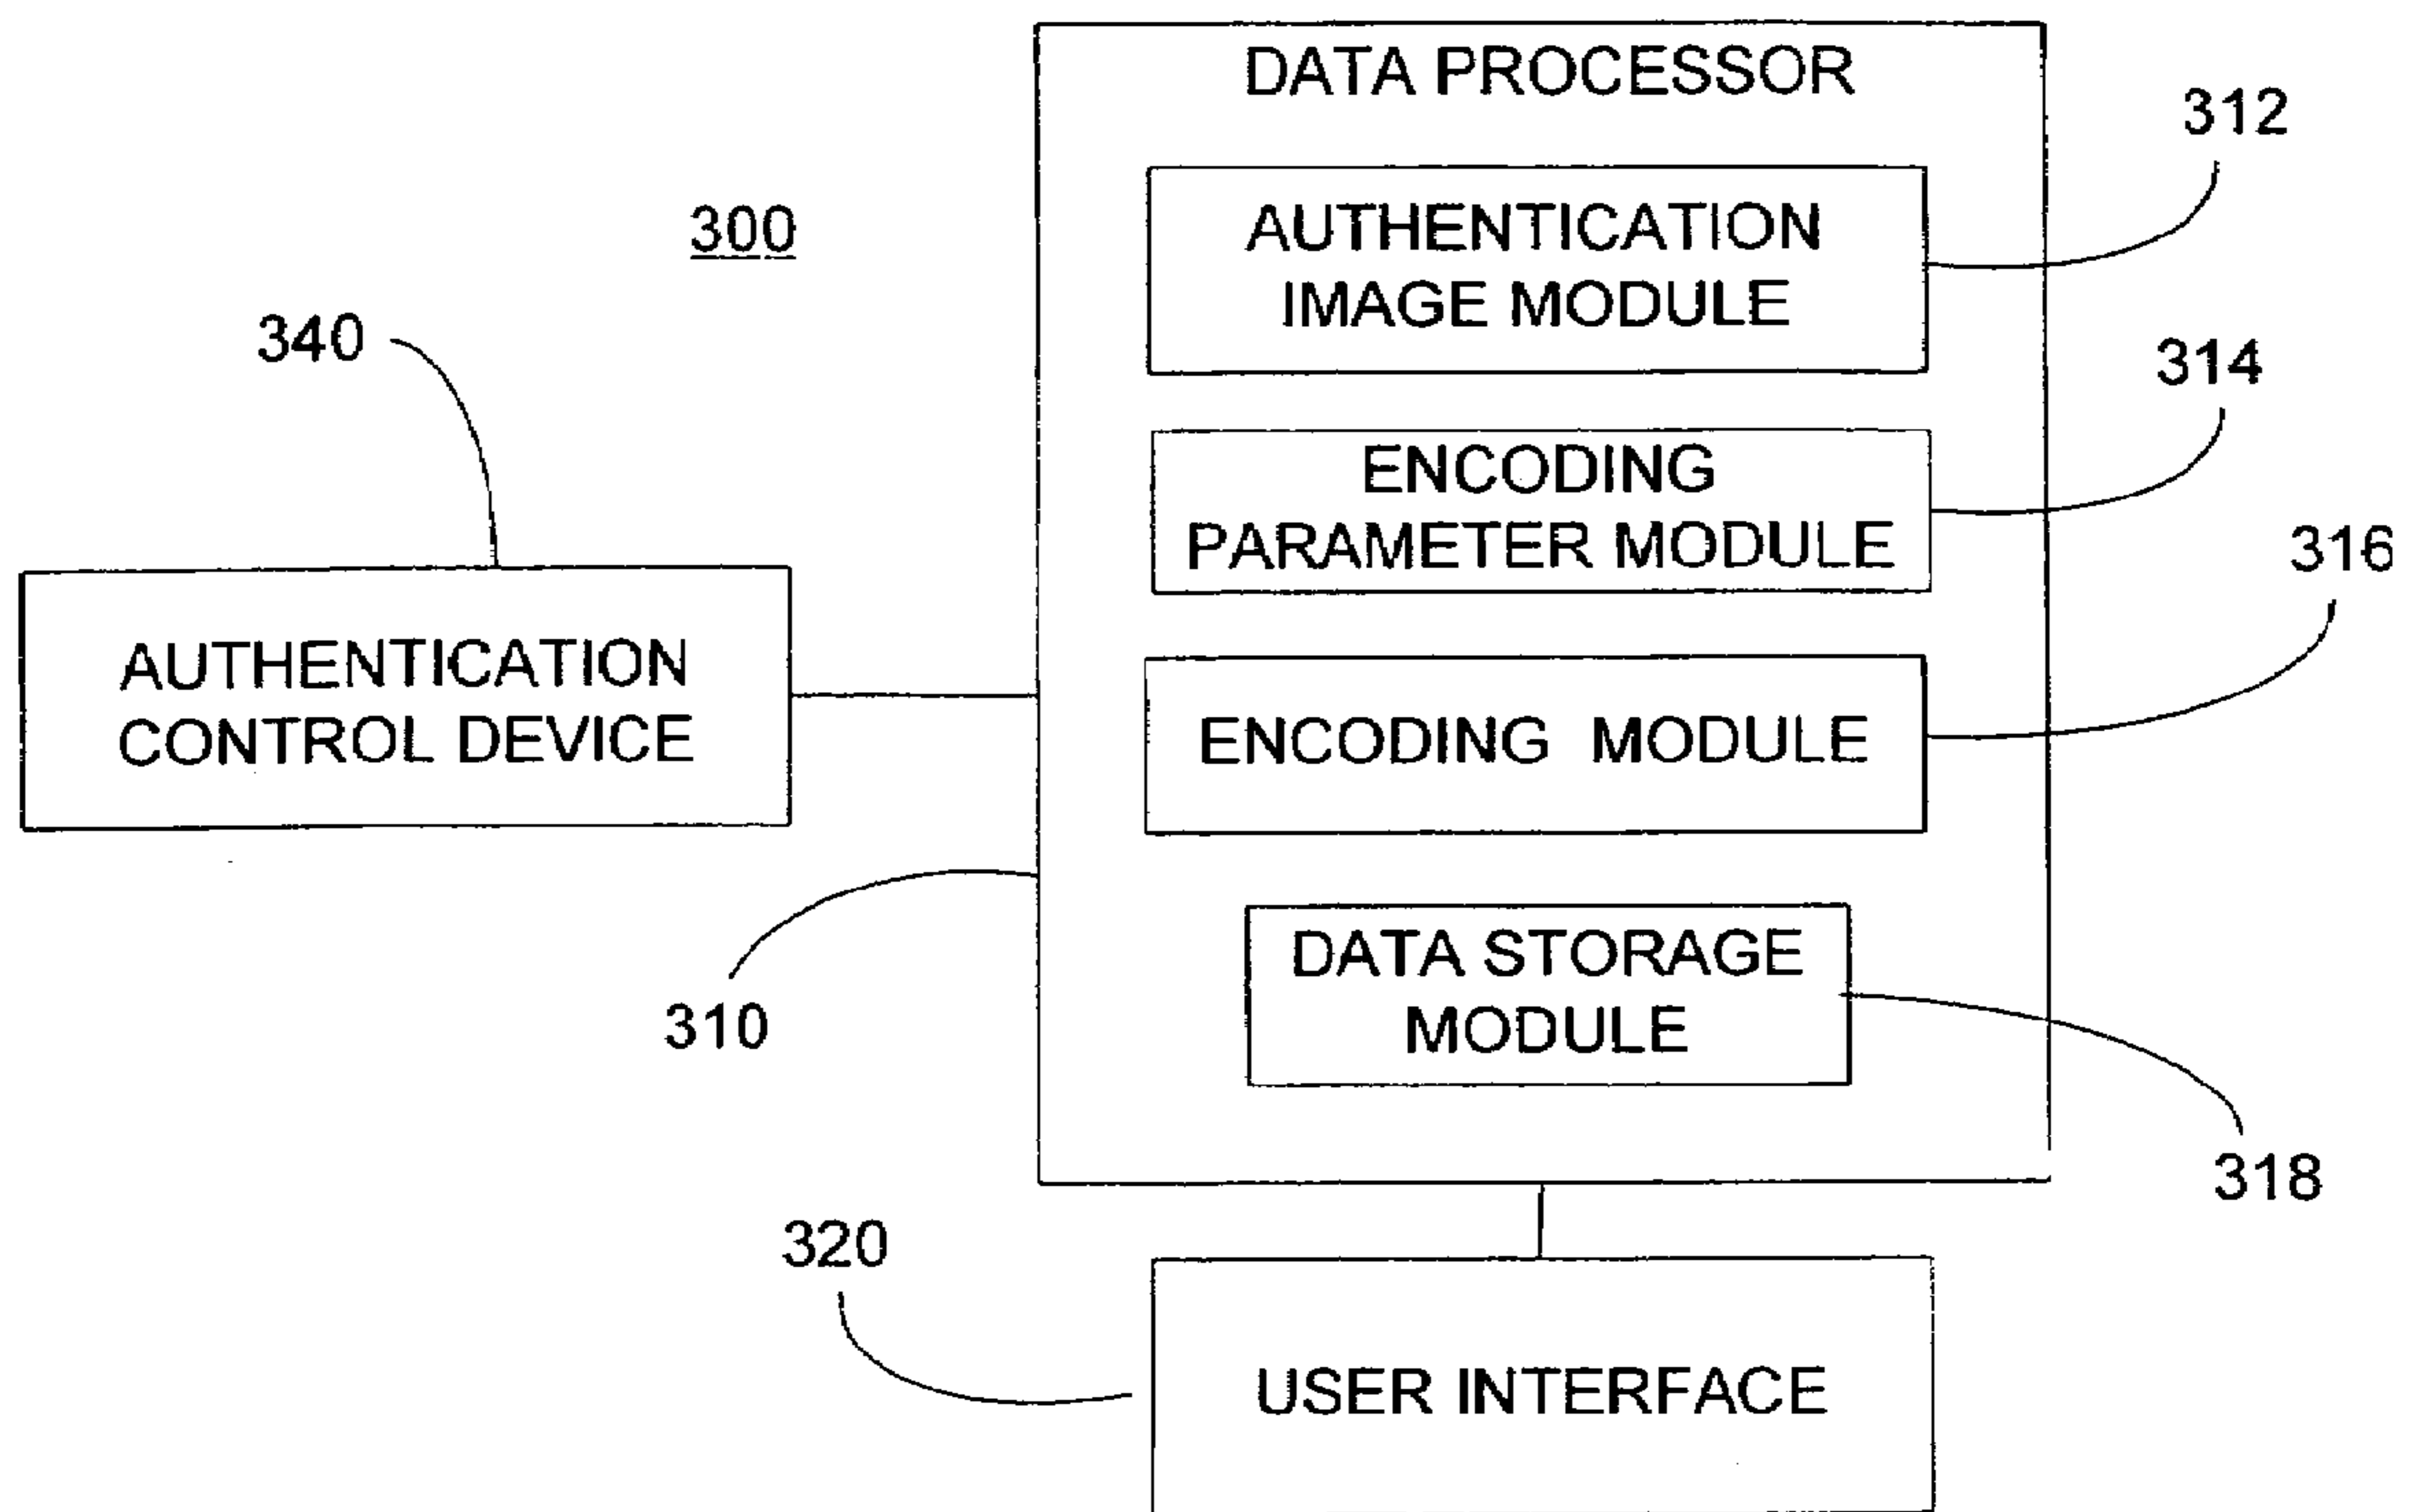 DATA PROCESSOR
312
AUTHENTICATION
IMAGE MODULE
300
340
314
ENCODING
PARAMETER MODULE
316
AUTHENTICATION
CONTROL DEVICE
ENCODING MODULE
DATA STORAGE
MODULE
310
318
320
USER INTERFACE